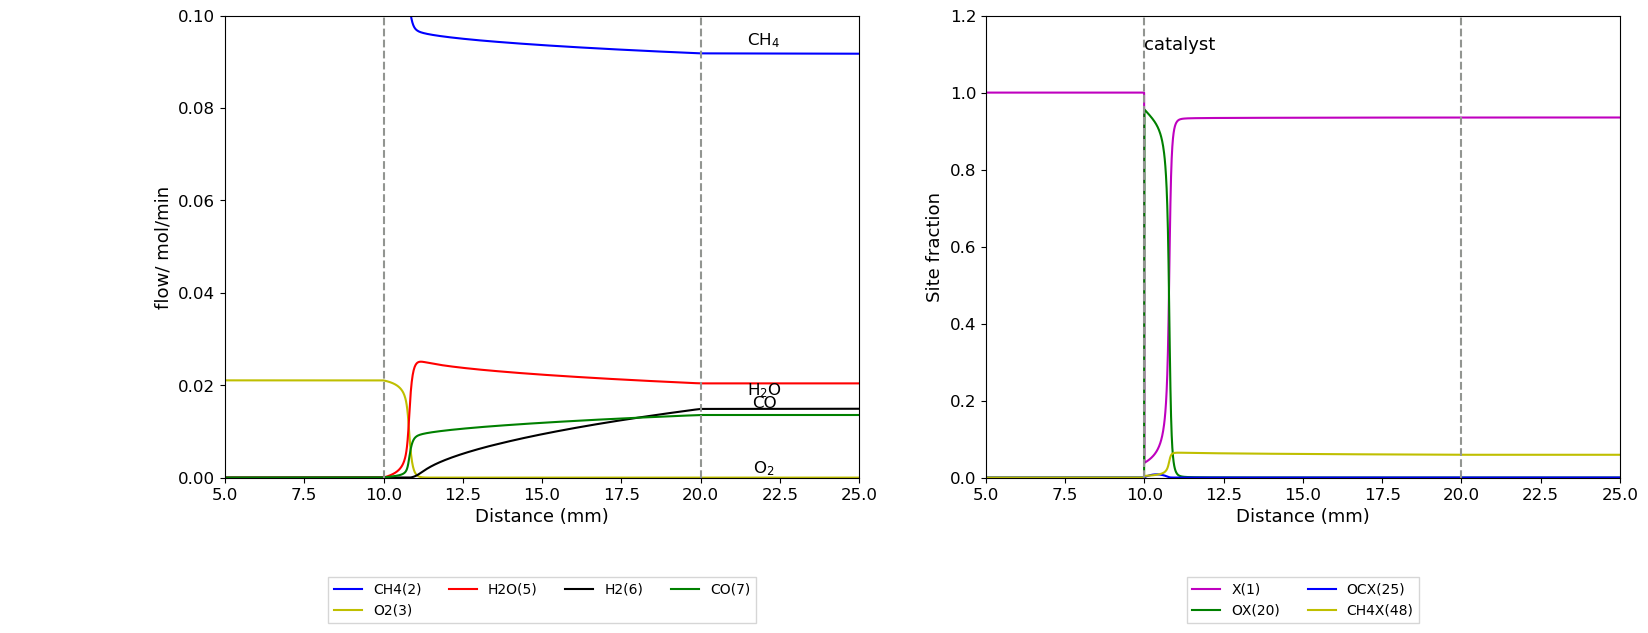 0.10
0.08
0.06
0.04
0.02
0.00
flow/ mol/min
CH4
H2O
CO
O2
5.0 7.5 10.0 12.5 15.0 17.5 20.0 22.5 25.0
Distance (mm)
CH4(2) H2O(5) H2(6) CO(7)
O2(3)
1.2
1.0
0.8
0.6
0.4
0.2
0.0
Site fraction
catalyst
5.0 7.5 10.0 12.5 15.0 17.5 20.0 22.5 25.0
Distance (mm)
X(1) OCX(25)
OX(20) CH4X(48)